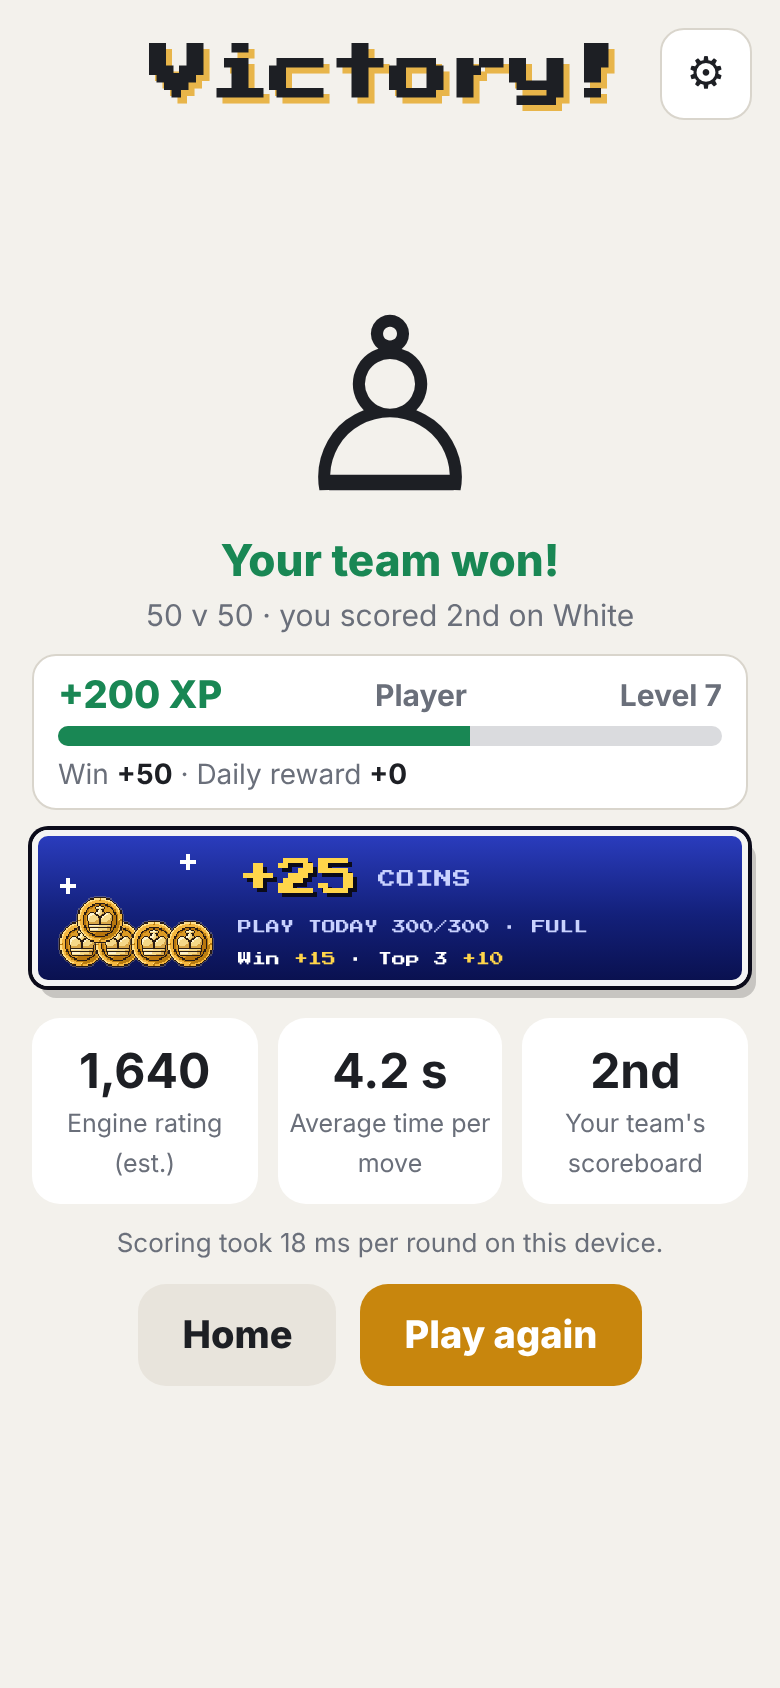 Victory!
Your team won!
50 v 50 · you scored 2nd on White
+200 XP Player Level 7
Win +50 · Daily reward +0
+25 COINS
PLAY TODAY 300/300 · FULL
Win +15 · Top 3 +10
1,640 4.2 s 2nd
Engine rating Average time per Your team's
(est.) move scoreboard
Scoring took 18 ms per round on this device.
Home Play again